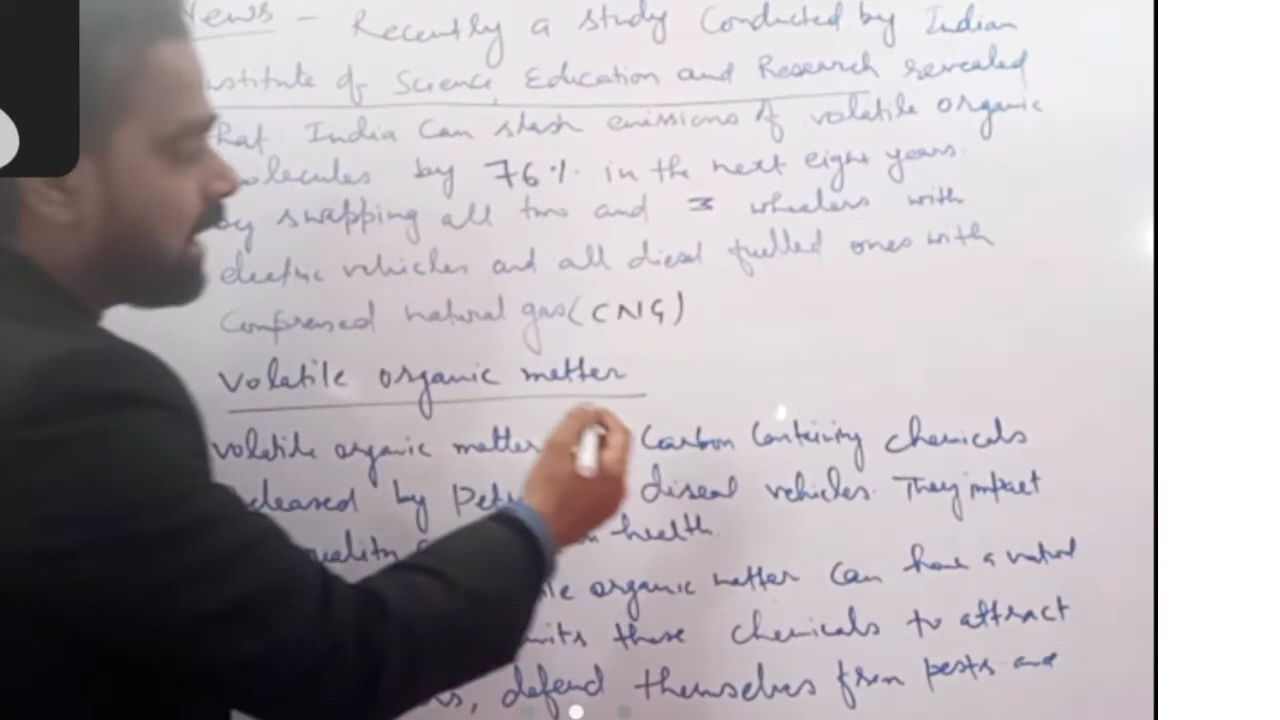 News - Recently a study Conducted by Indian
Institute of Science, Education and Research revealed
that India Can slash emissions of volatile organic
molecules by 76% in the next eight years
by swapping all two and 3 wheelers with
electric vehicles and all diesel fuelled ones with
Compressed natural gas (CNG)
Volatile organic matter
volatile organic matter Carbon Containing chemicals
released by diseal vehicles. They impact
quality health.
organic matter can have a natural
these chemicals to attract
defend themselves from pests and